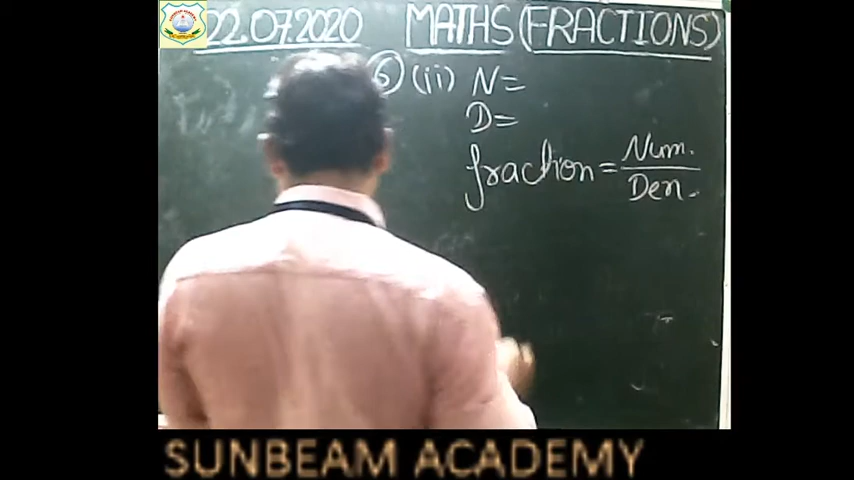 22.07.2020 MATHS (FRACTIONS)
6 (ii) N=
D=
fraction = Num.
Den.
SUNBEAM ACADEMY